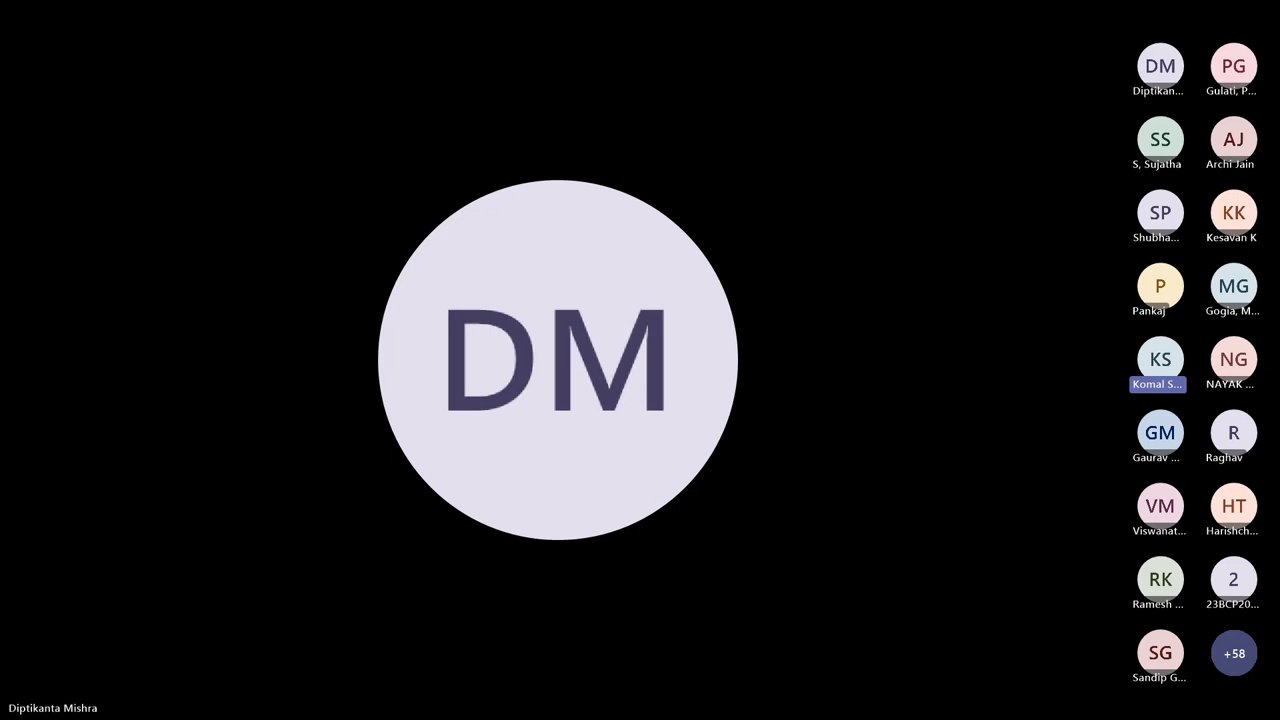 DM
Diptikanta Mishra
DM
Diptikan...
PG
Gulati, P...
SS
S, Sujatha
AJ
Archi Jain
SP
Shubha...
KK
Kesavan K
P
Pankaj
MG
Gogia, M...
KS
Komal S...
NG
NAYAK ...
GM
Gaurav ...
R
Raghav
VM
Viswanat...
HT
Harishch...
RK
Ramesh ...
2
23BCP20...
SG
Sandip G...
+58